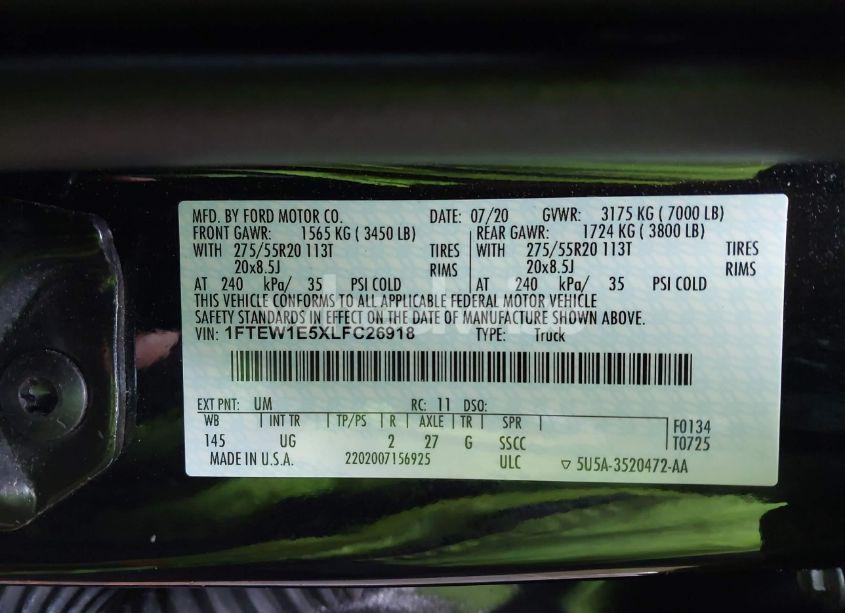 MFD. BY FORD MOTOR CO. DATE: 07/20 GVWR: 3175 KG ( 7000 LB)
FRONT GAWR: 1565 KG ( 3450 LB) REAR GAWR: 1724 KG ( 3800 LB)
WITH 275/55R20 113T TIRES WITH 275/55R20 113T TIRES
20x8.5J RIMS 20x8.5J RIMS
AT 240 kPa/ 35 PSI COLD AT 240 kPa/ 35 PSI COLD
THIS VEHICLE CONFORMS TO ALL APPLICABLE FEDERAL MOTOR VEHICLE
SAFETY STANDARDS IN EFFECT ON THE DATE OF MANUFACTURE SHOWN ABOVE.
VIN: 1FTEW1E5XLFC26918 TYPE: Truck
EXT PNT: UM RC: 11 DSO:
WB INT TR TP/PS R AXLE TR SPR F0134
145 UG 2 27 G SSCC T0725
MADE IN U.S.A. 2202007156925 ULC ▽ 5U5A-3520472-AA